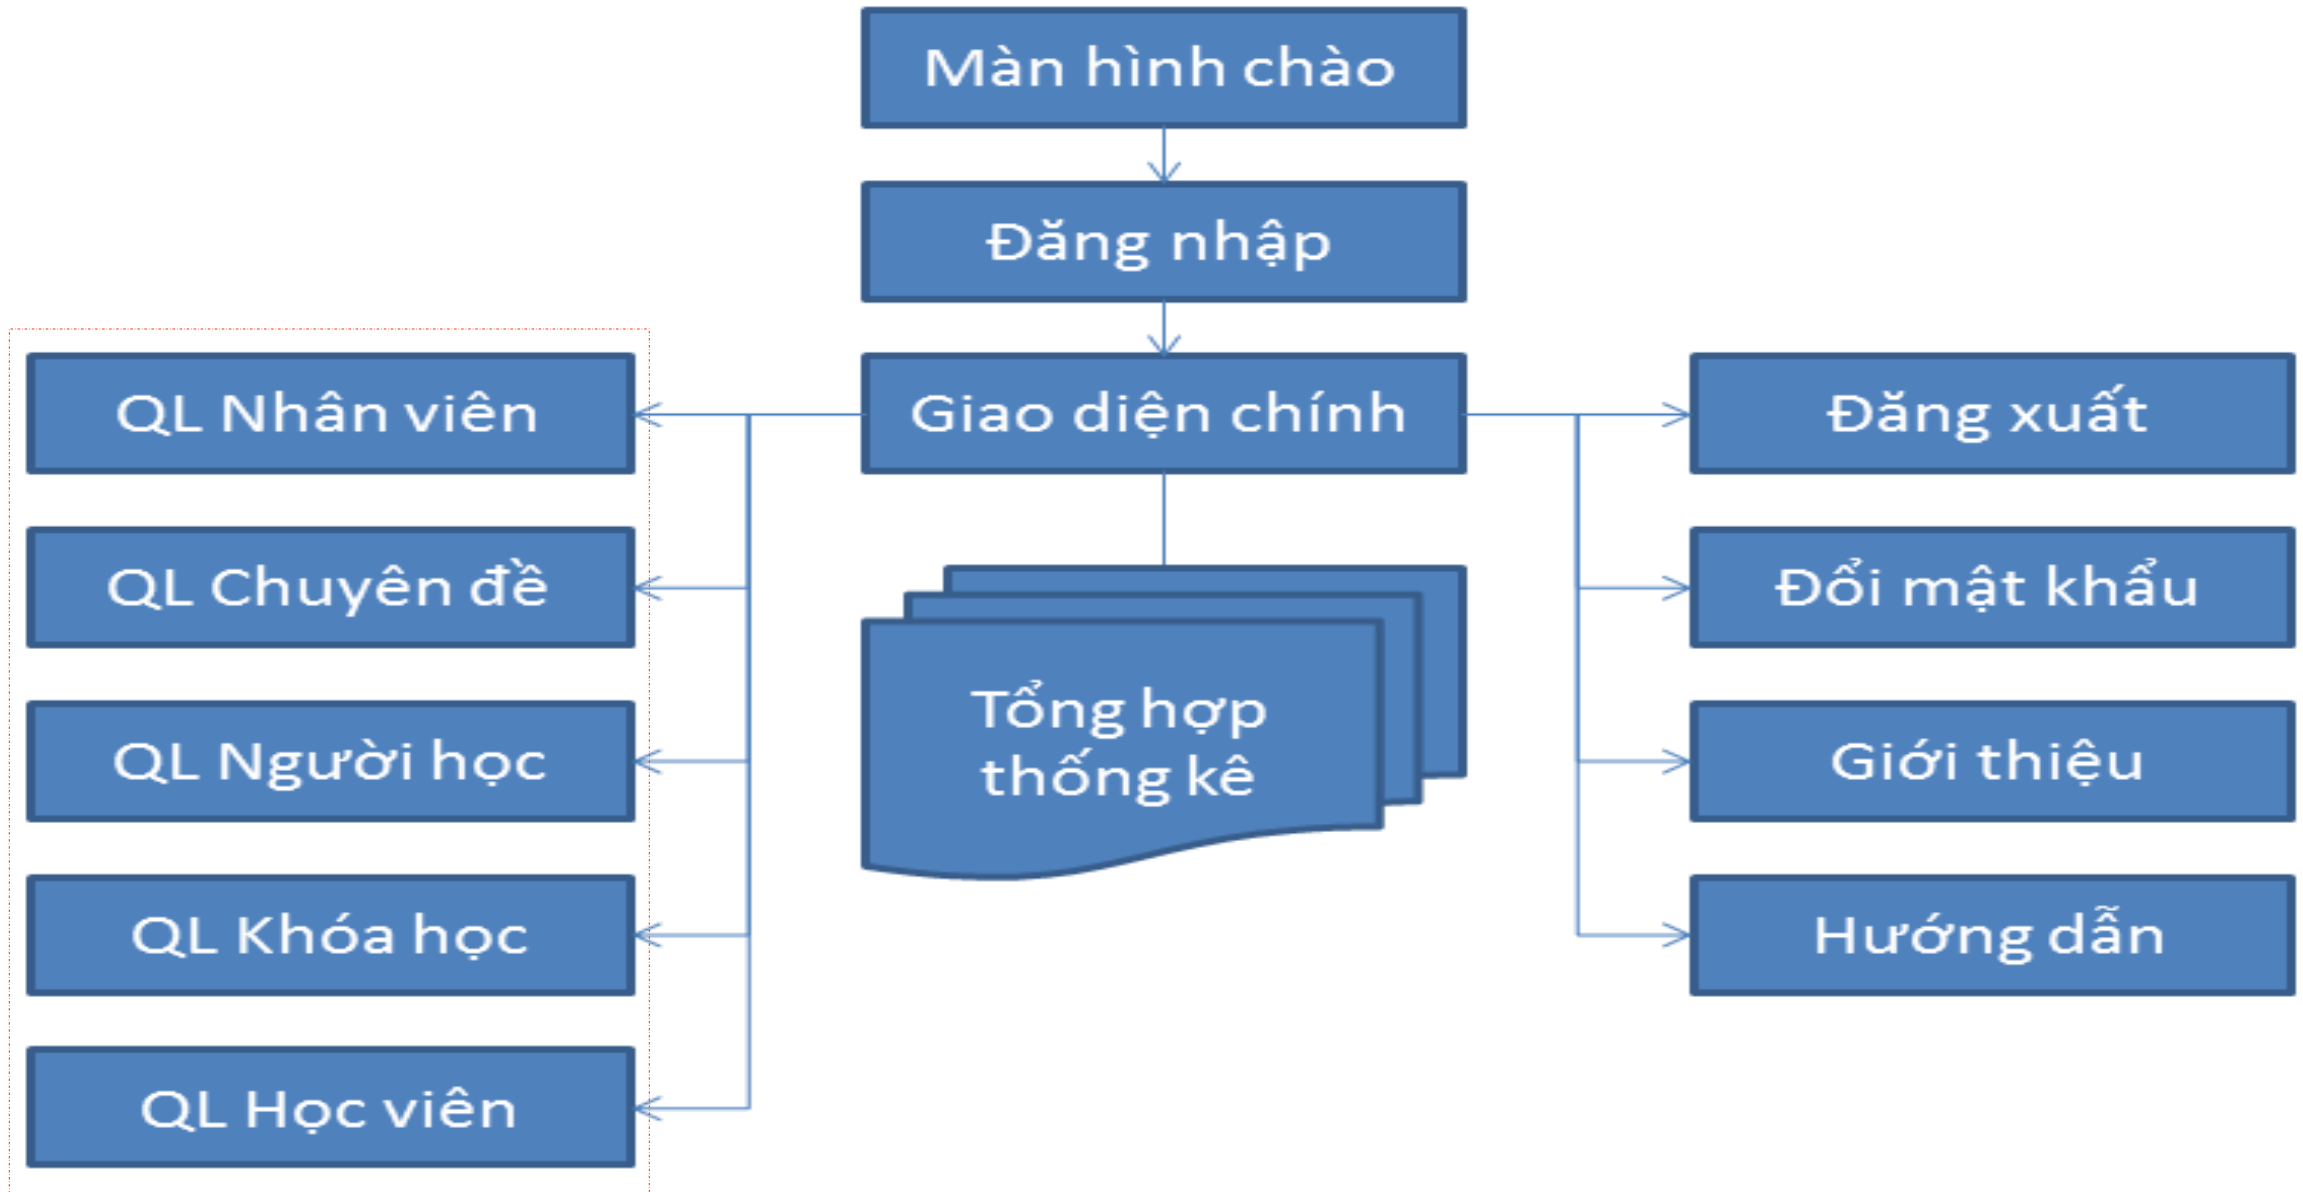 Màn hình chào
Đăng nhập
QL Nhân viên
Giao diện chính
Đăng xuất
QL Chuyên đề
Đổi mật khẩu
Tổng hợp
thống kê
QL Người học
Giới thiệu
QL Khóa học
Hướng dẫn
QL Học viên